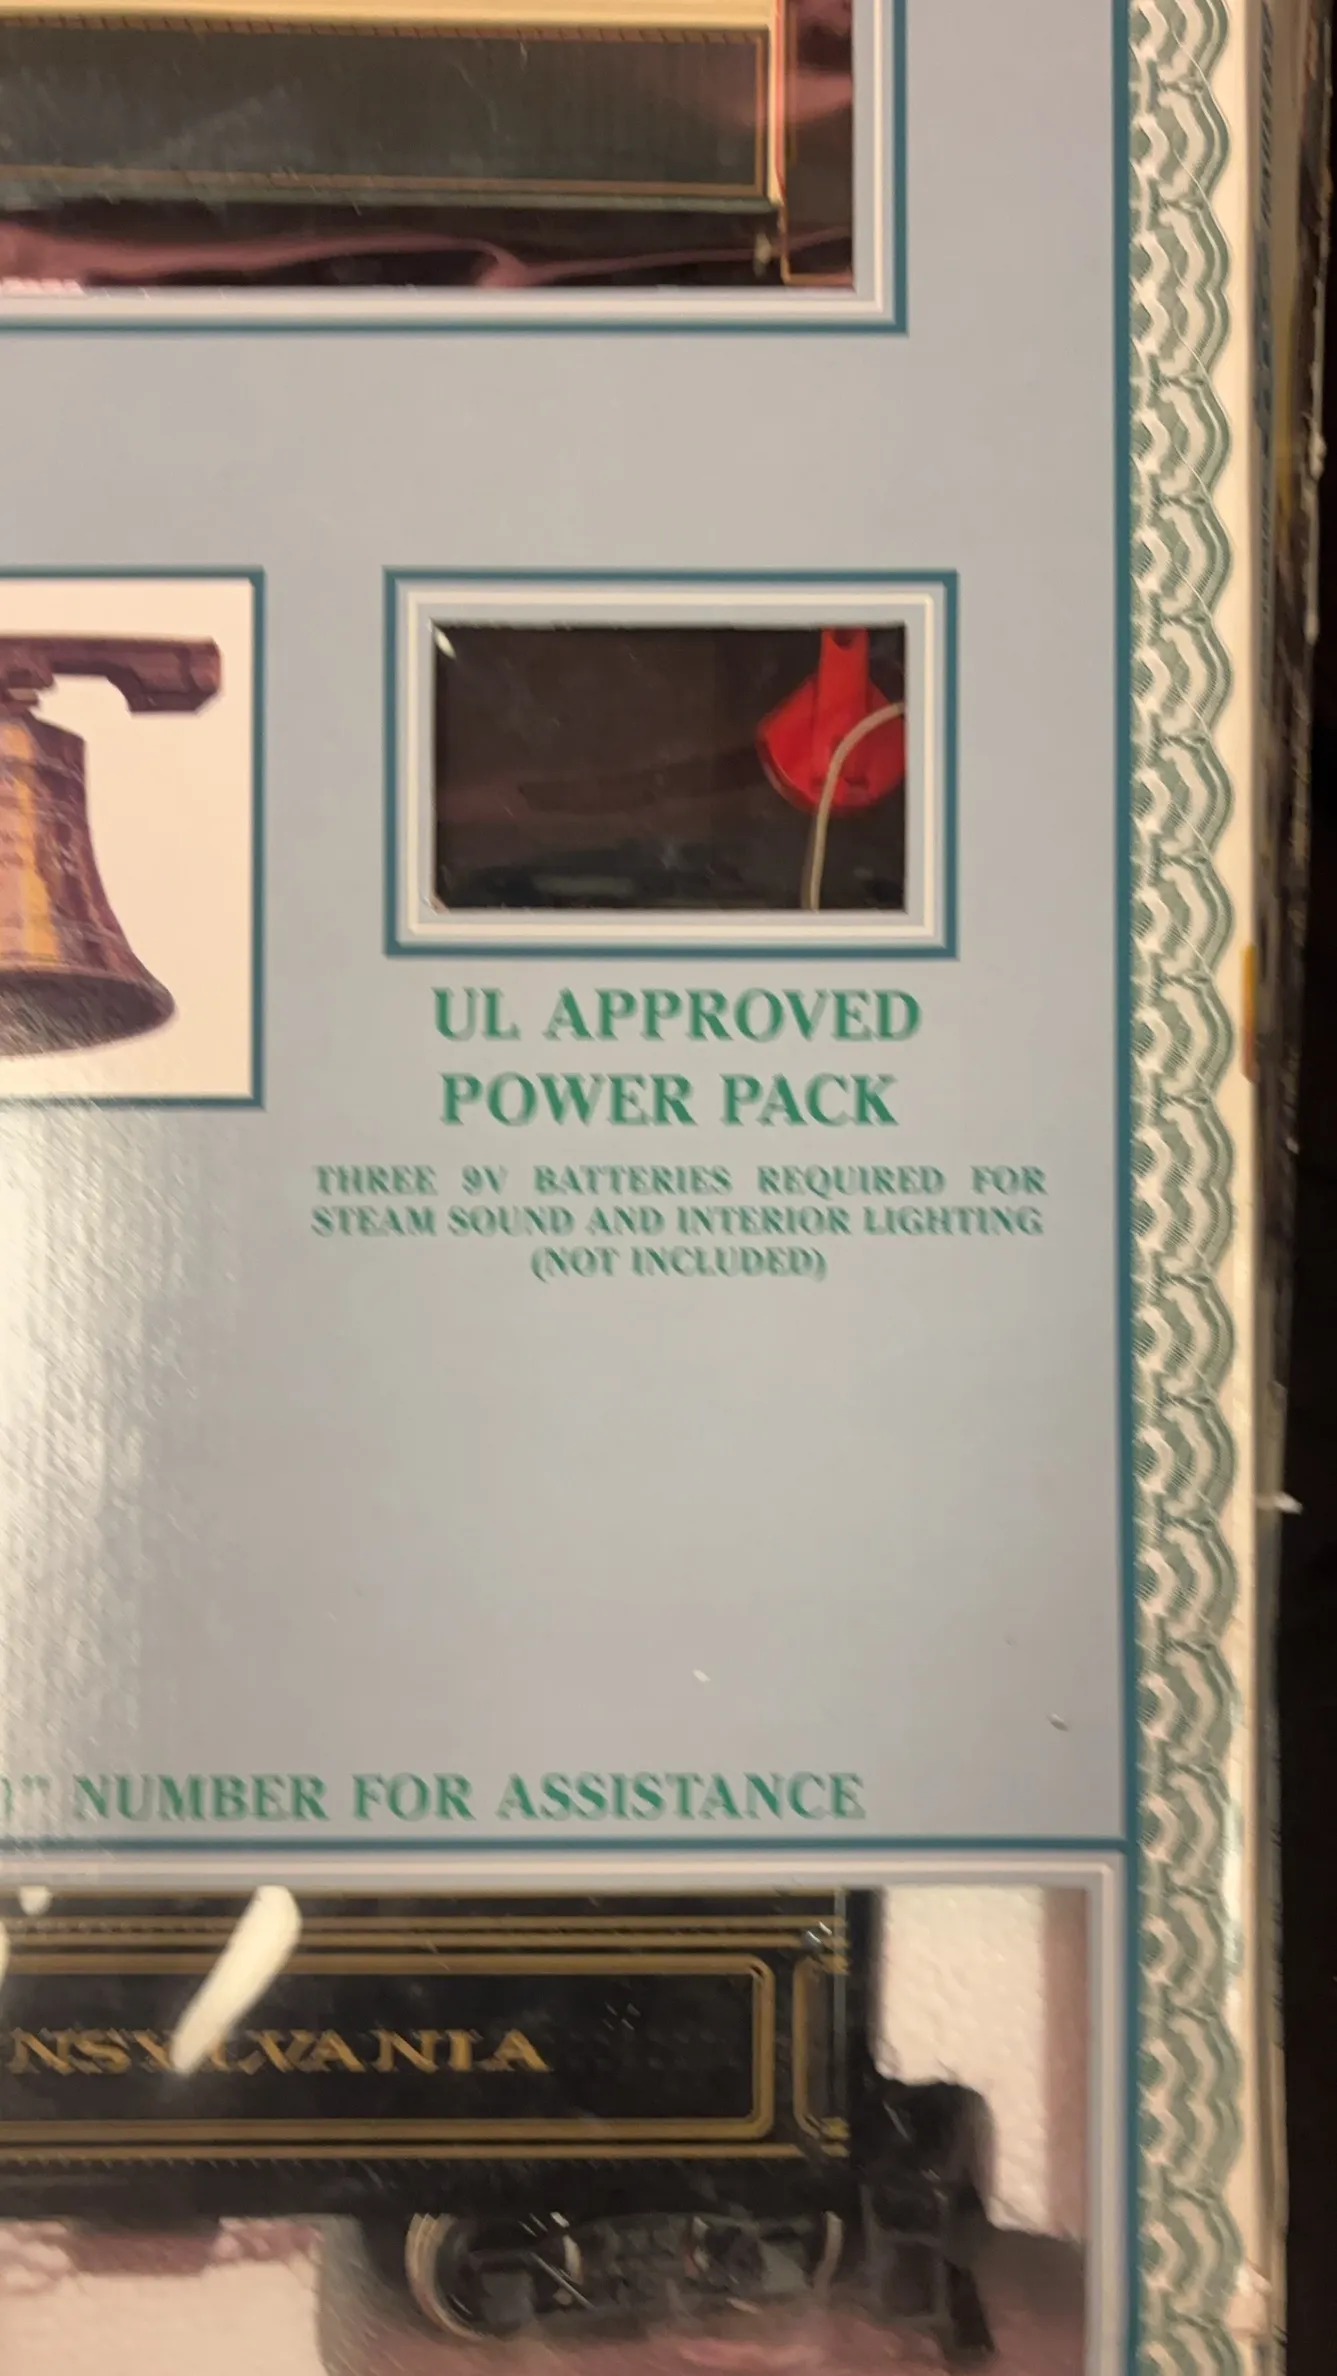 UL APPROVED
POWER PACK
THREE 9V BATTERIES REQUIRED FOR
STEAM SOUND AND INTERIOR LIGHTING
(NOT INCLUDED)
" NUMBER FOR ASSISTANCE
NSYLVANIA